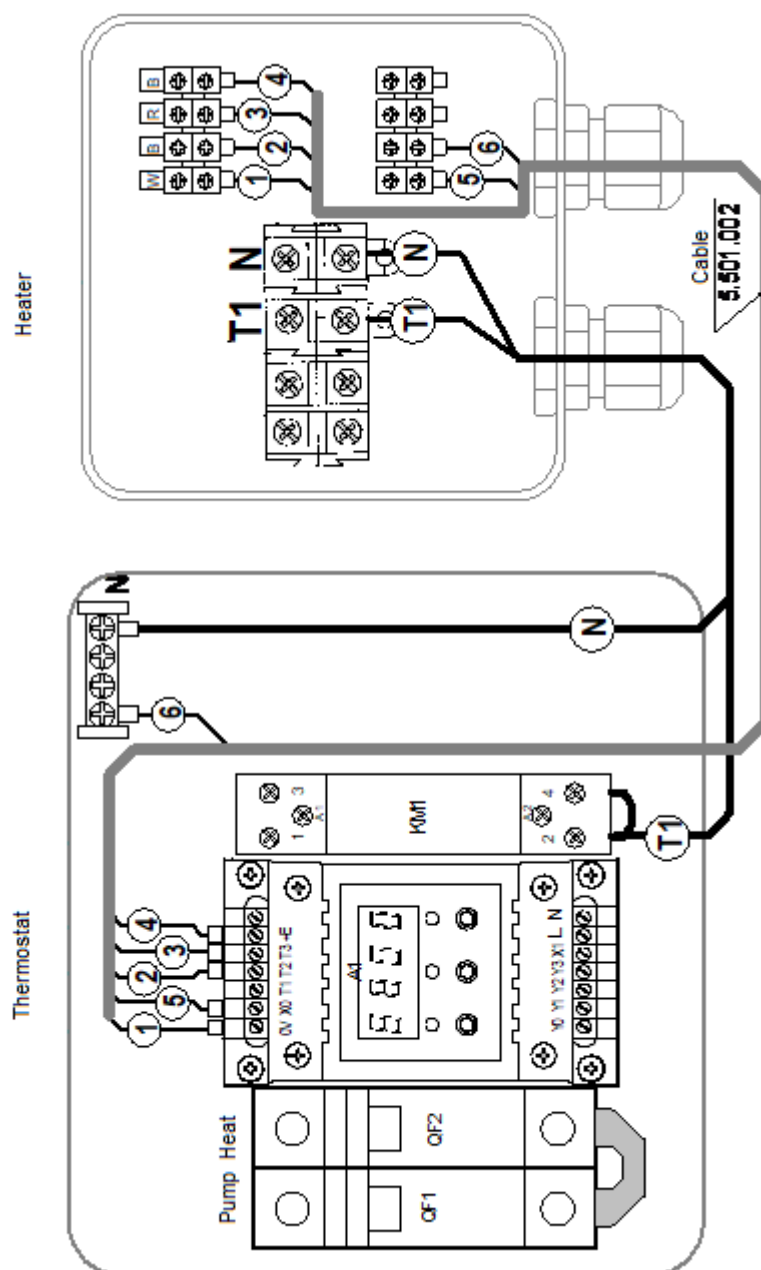 Thermostat
Heater
N
W B R B
1 5 2 3 4
6
1 2 3 4
5 6
T1 N
T1 N
Pump Heat
0V X0 T1 T2 T3 +E
1 3
A1
A1
KM1
QF1 QF2
A2
2 4
Y0 Y1 Y2 Y3 X1 L N
N
T1
Cable
5.501.002